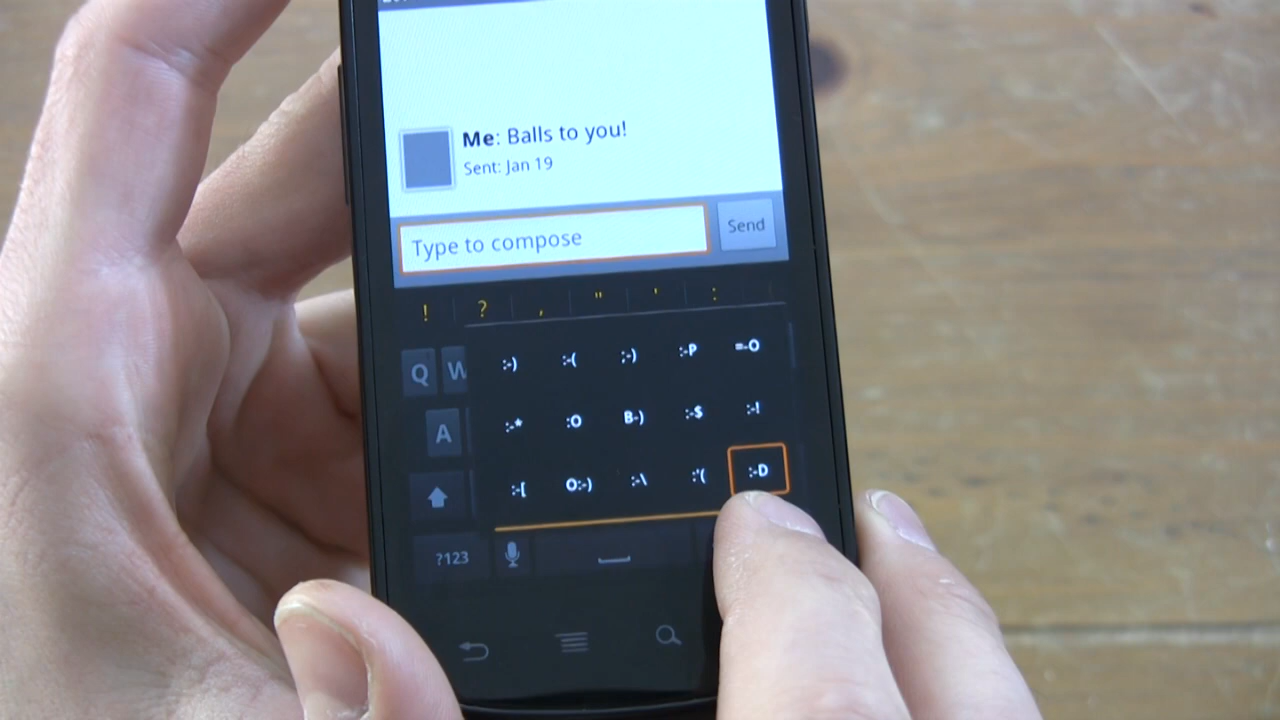 Me: Balls to you!
Sent: Jan 19
Type to compose
Send
! ? , " ' :
Q W
:-) :-( ;-) :-P =-O
A
:-* :O B-) :-$ :-!
:-[ O:-) :-\ :'( :-D
?123